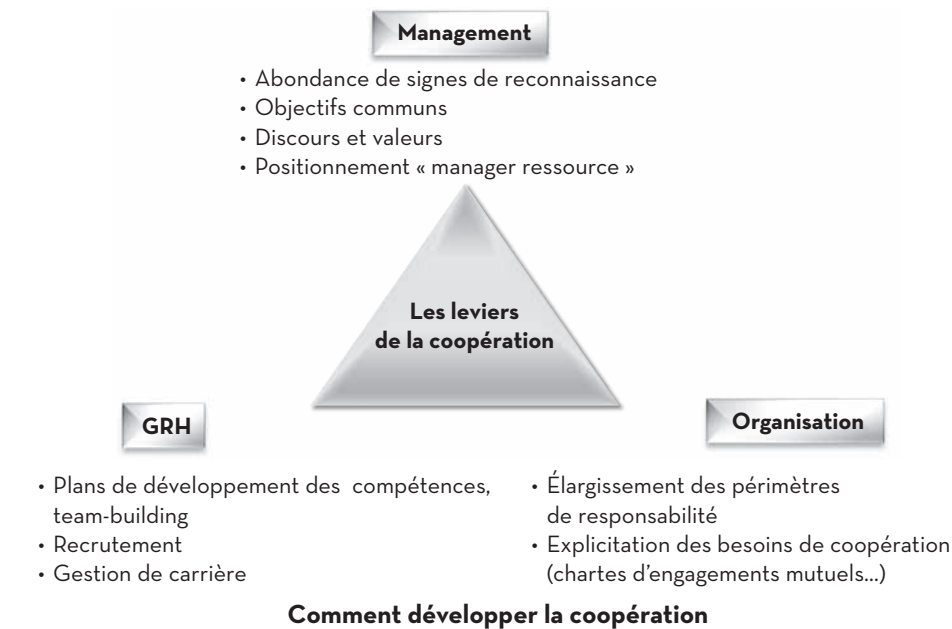 Management
• Abondance de signes de reconnaissance
• Objectifs communs
• Discours et valeurs
• Positionnement « manager ressource »
Les leviers
de la coopération
GRH
• Plans de développement des compétences,
team-building
• Recrutement
• Gestion de carrière
Organisation
• Élargissement des périmètres
de responsabilité
• Explicitation des besoins de coopération
(chartes d'engagements mutuels...)
Comment développer la coopération